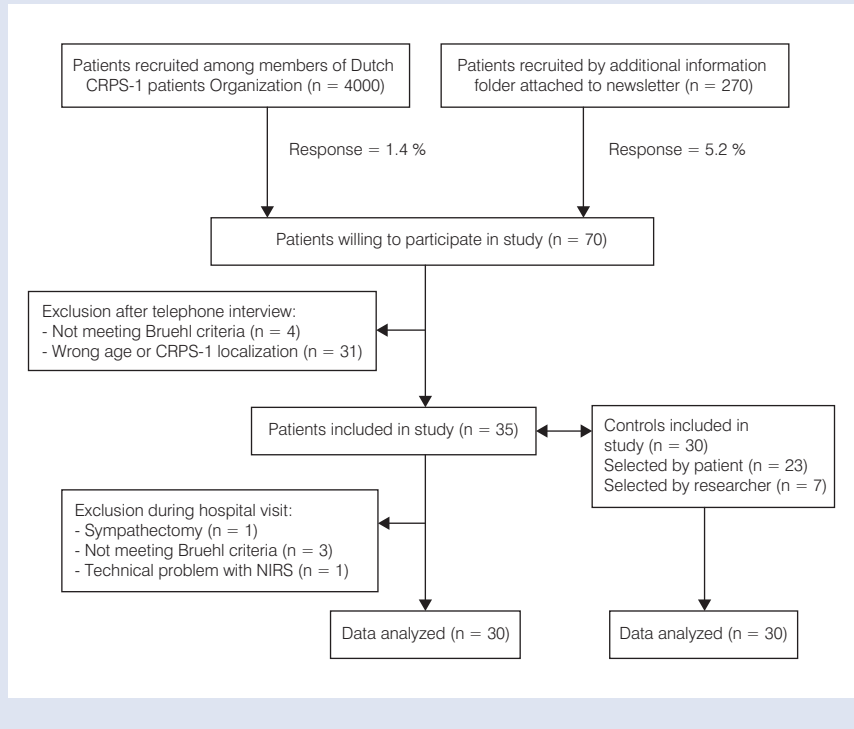 Patients recruited among members of Dutch
CRPS-1 patients Organization (n = 4000)
Patients recruited by additional information
folder attached to newsletter (n = 270)
Response = 1.4 %
Response = 5.2 %
Patients willing to participate in study (n = 70)
Exclusion after telephone interview:
- Not meeting Bruehl criteria (n = 4)
- Wrong age or CRPS-1 localization (n = 31)
Patients included in study (n = 35)
Controls included in
study (n = 30)
Selected by patient (n = 23)
Selected by researcher (n = 7)
Exclusion during hospital visit:
- Sympathectomy (n = 1)
- Not meeting Bruehl criteria (n = 3)
- Technical problem with NIRS (n = 1)
Data analyzed (n = 30)
Data analyzed (n = 30)